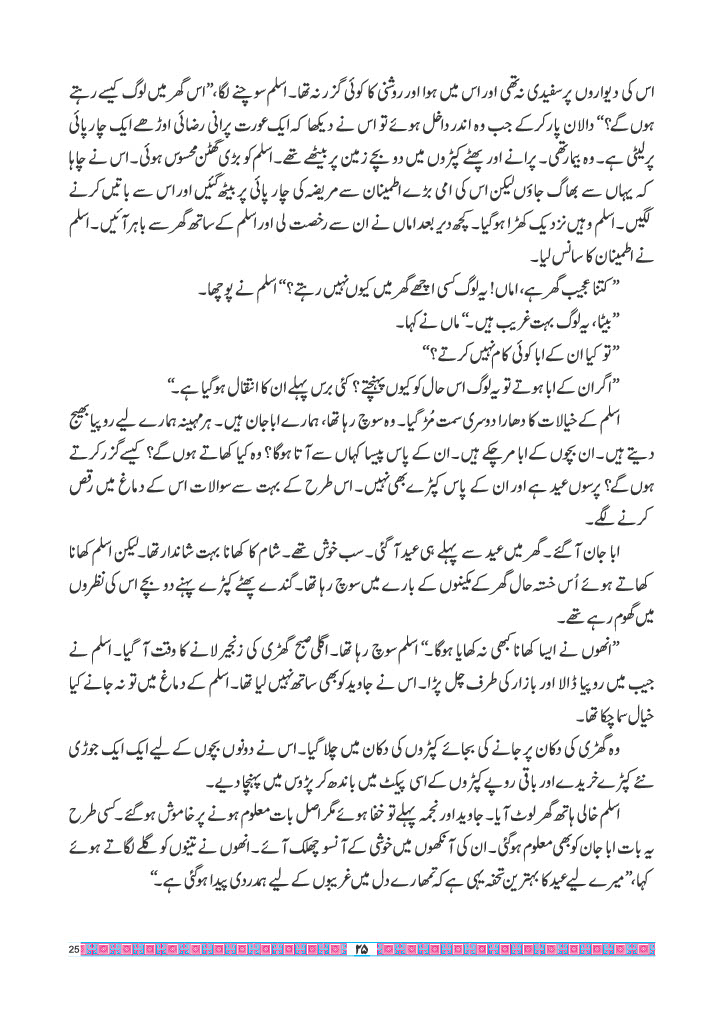 اس کی دیواروں پر سفیدی نہ تھی اور اس میں ہوا اور روشنی کا کوئی گزر نہ تھا۔ اسلم سوچنے لگا، ”اس گھر میں لوگ کیسے رہتے
ہوں گے؟“ دالان پار کرکے جب وہ اندر داخل ہوئے تو اس نے دیکھا کہ ایک عورت پرانی رضائی اوڑھے ایک چارپائی
پر لیٹی ہے۔ وہ بیمار تھی۔ پرانے اور پھٹے کپڑوں میں دو بچے زمین پر بیٹھے تھے۔ اسلم کو بڑی گھٹن محسوس ہوئی۔ اس نے چاہا
کہ یہاں سے بھاگ جاؤں لیکن اس کی امی بڑے اطمینان سے مریضہ کی چارپائی پر بیٹھ گئیں اور اس سے باتیں کرنے
لگیں۔ اسلم وہیں نزدیک کھڑا ہوگیا۔ کچھ دیر بعد اماں نے ان سے رخصت لی اور اسلم کے ساتھ گھر سے باہر آئیں۔ اسلم
نے اطمینان کا سانس لیا۔
”کتنا عجیب گھر ہے، اماں! یہ لوگ کسی اچھے گھر میں کیوں نہیں رہتے؟“ اسلم نے پوچھا۔
”بیٹا، یہ لوگ بہت غریب ہیں۔“ ماں نے کہا۔
”تو کیا ان کے ابا کوئی کام نہیں کرتے؟“
”اگر ان کے ابا ہوتے تو یہ لوگ اس حال کو کیوں پہنچتے؟ کئی برس پہلے ان کا انتقال ہوگیا ہے۔“
اسلم کے خیالات کا دھارا دوسری سمت مُڑ گیا۔ وہ سوچ رہا تھا، ہمارے ابا جان ہیں۔ ہر مہینہ ہمارے لیے روپیا بھیج
دیتے ہیں۔ ان بچوں کے ابا مر چکے ہیں۔ ان کے پاس پیسا کہاں سے آتا ہوگا؟ وہ کیا کھاتے ہوں گے؟ کیسے گزر کرتے
ہوں گے؟ پرسوں عید ہے اور ان کے پاس کپڑے بھی نہیں۔ اس طرح کے بہت سے سوالات اس کے دماغ میں رقص
کرنے لگے۔
ابا جان آگئے۔ گھر میں عید سے پہلے ہی عید آگئی۔ سب خوش تھے۔ شام کا کھانا بہت شاندار تھا۔ لیکن اسلم کھانا
کھاتے ہوئے اُس خستہ حال گھر کے مکینوں کے بارے میں سوچ رہا تھا۔ گندے پھٹے کپڑے پہنے دو بچے اس کی نظروں
میں گھوم رہے تھے۔
”انھوں نے ایسا کھانا کبھی نہ کھایا ہوگا۔“ اسلم سوچ رہا تھا۔ اگلی صبح گھڑی کی زنجیر لانے کا وقت آ گیا۔ اسلم نے
جیب میں روپیا ڈالا اور بازار کی طرف چل پڑا۔ اس نے جاوید کو بھی ساتھ نہیں لیا تھا۔ اسلم کے دماغ میں تو نہ جانے کیا
خیال سما چکا تھا۔
وہ گھڑی کی دکان پر جانے کی بجائے کپڑوں کی دکان میں چلا گیا۔ اس نے دونوں بچوں کے لیے ایک ایک جوڑی
نئے کپڑے خریدے اور باقی روپے کپڑوں کے اسی پیکٹ میں باندھ کر پڑوس میں پہنچا دیے۔
اسلم خالی ہاتھ گھر لوٹ آیا۔ جاوید اور نجمہ پہلے تو خفا ہوئے مگر اصل بات معلوم ہونے پر خاموش ہوگئے۔ کسی طرح
یہ بات ابا جان کو بھی معلوم ہوگئی۔ ان کی آنکھوں میں خوشی کے آنسو چھلک آئے۔ انھوں نے تینوں کو گلے لگاتے ہوئے
کہا، ”میرے لیے عید کا بہترین تحفہ یہی ہے کہ تمھارے دل میں غریبوں کے لیے ہمدردی پیدا ہوگئی ہے۔“
۲۵
25